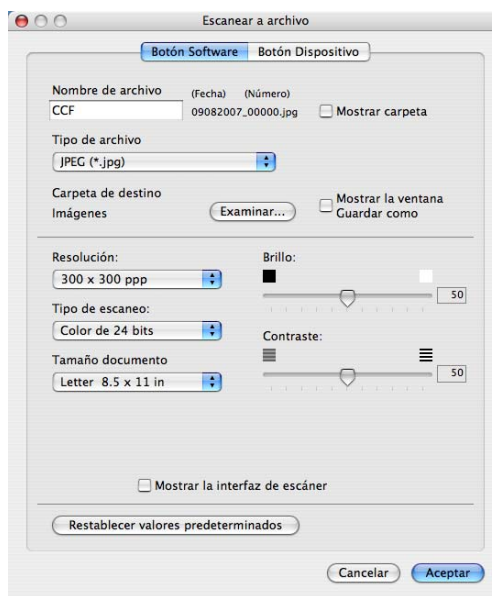 Escanear a archivo
Botón Software Botón Dispositivo
Nombre de archivo (Fecha) (Número)
CCF 09082007_00000.jpg Mostrar carpeta
Tipo de archivo
JPEG (*.jpg)
Carpeta de destino Mostrar la ventana
Imágenes Examinar... Guardar como
Resolución: Brillo:
300 x 300 ppp 50
Tipo de escaneo:
Color de 24 bits Contraste:
Tamaño documento
Letter 8.5 x 11 in 50
Mostrar la interfaz de escáner
Restablecer valores predeterminados
Cancelar Aceptar